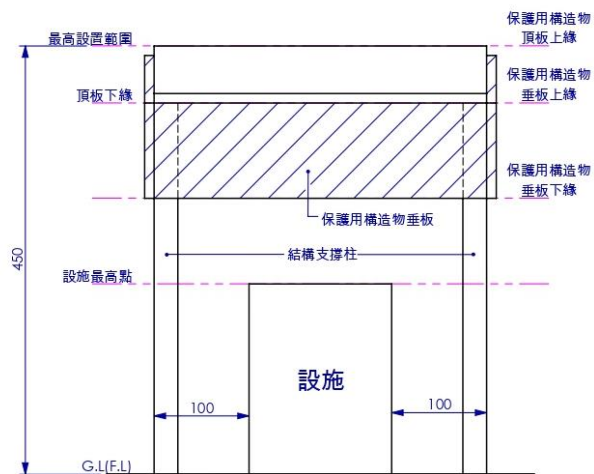 最高設置範圍
保護用構造物
頂板上緣
頂板下緣
保護用構造物
垂板上緣
保護用構造物
垂板下緣
保護用構造物垂板
結構支撐柱
設施最高點
450
設施
100
100
G.L(F.L)